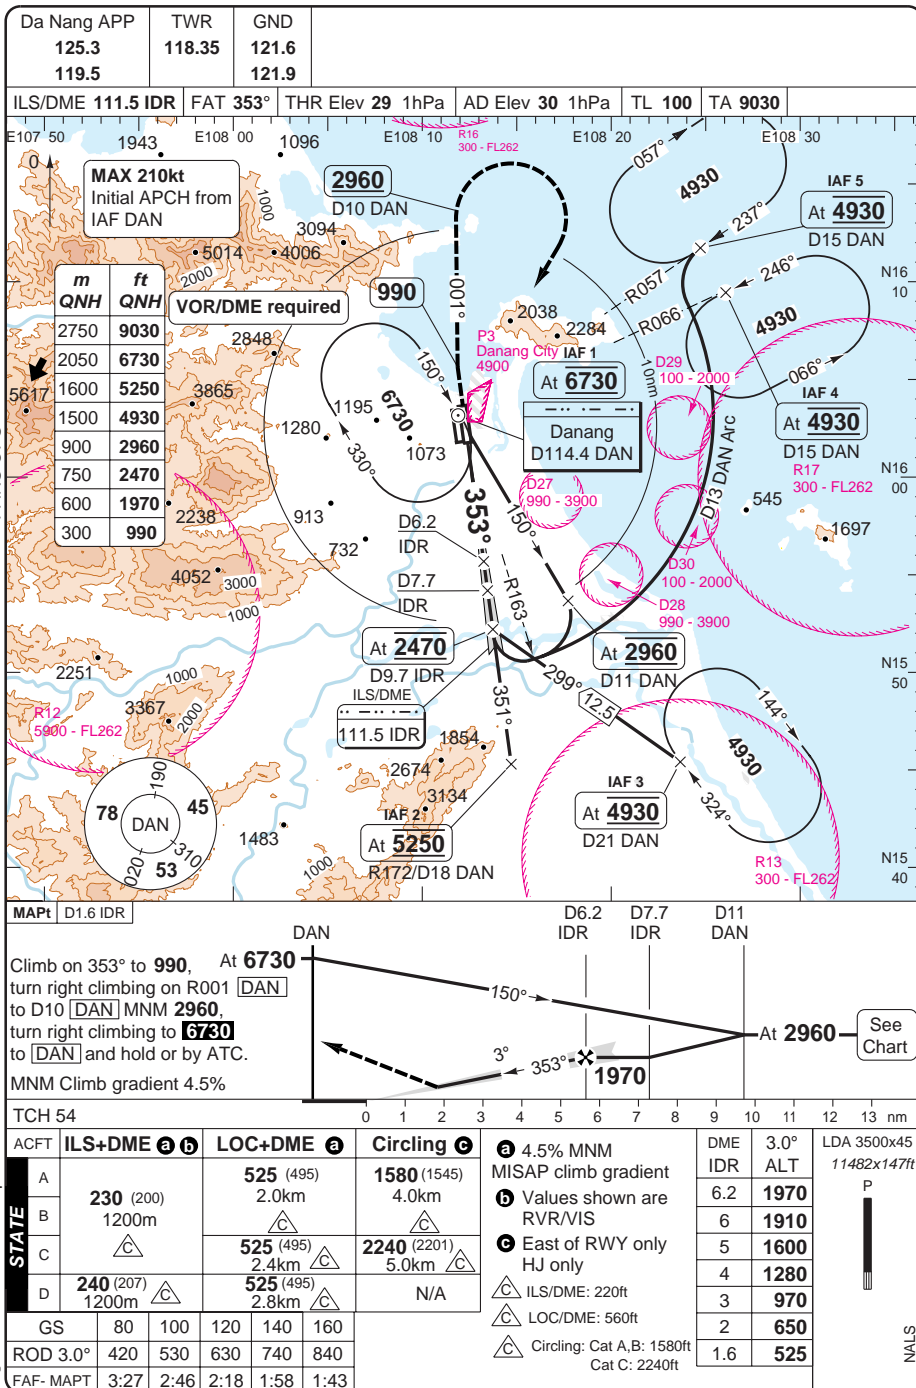 Da Nang APP TWR GND
125.3 118.35 121.6
119.5 121.9
ILS/DME 111.5 IDR FAT 353° THR Elev 29 1hPa AD Elev 30 1hPa TL 100 TA 9030
E107 50 E108 00 E108 10 E108 20 E108 30
1943
1096
R16
300 - FL262
0
MAX 210kt
Initial APCH from
IAF DAN
2960
D10 DAN
057°
4930
237°
IAF 5
At 4930
D15 DAN
1000
3094
5014
4006
2000
m QNH ft QNH
2750 9030
2050 6730
1600 5250
1500 4930
900 2960
750 2470
600 1970
300 990
VOR/DME required
990
001°
R057
246°
N16
10
2038
2284
R066
4930
066°
5617
2848
3865
1195
1280
1073
150°
6730
330°
P3
Danang City
4900
IAF 1
At 6730
10nm
D29
100 - 2000
IAF 4
At 4930
D15 DAN
Danang
D114.4 DAN
D13 DAN Arc
R17
300 - FL262
N16
00
D27
990 - 3900
353°
150°
2238
913
732
545
1697
D6.2
IDR
D30
100 - 2000
4052
3000
1000
D7.7
IDR
R163
D28
990 - 3900
At 2470
D9.7 IDR
At 2960
D11 DAN
2251
1000
N15
50
3367
2000
R12
5900 - FL262
ILS/DME
111.5 IDR
351°
299°
12.5
144°
4930
324°
1854
2674
3134
IAF 3
At 4930
D21 DAN
190
78
45
DAN
020
310
53
1483
IAF 2
At 5250
R172/D18 DAN
1000
R13
300 - FL262
N15
40
MAPt D1.6 IDR
DAN
D6.2
IDR
D7.7
IDR
D11
DAN
Climb on 353° to 990,
turn right climbing on R001 DAN
to D10 DAN MNM 2960,
turn right climbing to 6730
to DAN and hold or by ATC.
MNM Climb gradient 4.5%
At 6730
150°
At 2960
See
Chart
3°
353°
1970
TCH 54
0 1 2 3 4 5 6 7 8 9 10 11 12 13 nm
ACFT ILS+DME a b LOC+DME a Circling c
STATE
A 230 (200) 1200m C 525 (495) 2.0km C 1580 (1545) 4.0km C
B
C 525 (495) 2.4km C 2240 (2201) 5.0km C
D 240 (207) 1200m C 525 (495) 2.8km C N/A
GS 80 100 120 140 160
ROD 3.0° 420 530 630 740 840
FAF- MAPT 3:27 2:46 2:18 1:58 1:43
a 4.5% MNM
MISAP climb gradient
b Values shown are
RVR/VIS
c East of RWY only
HJ only
C ILS/DME: 220ft
C LOC/DME: 560ft
C Circling: Cat A,B: 1580ft
Cat C: 2240ft
DME IDR 3.0° ALT
6.2 1970
6 1910
5 1600
4 1280
3 970
2 650
1.6 525
LDA 3500x45
11482x147ft
P
NALS